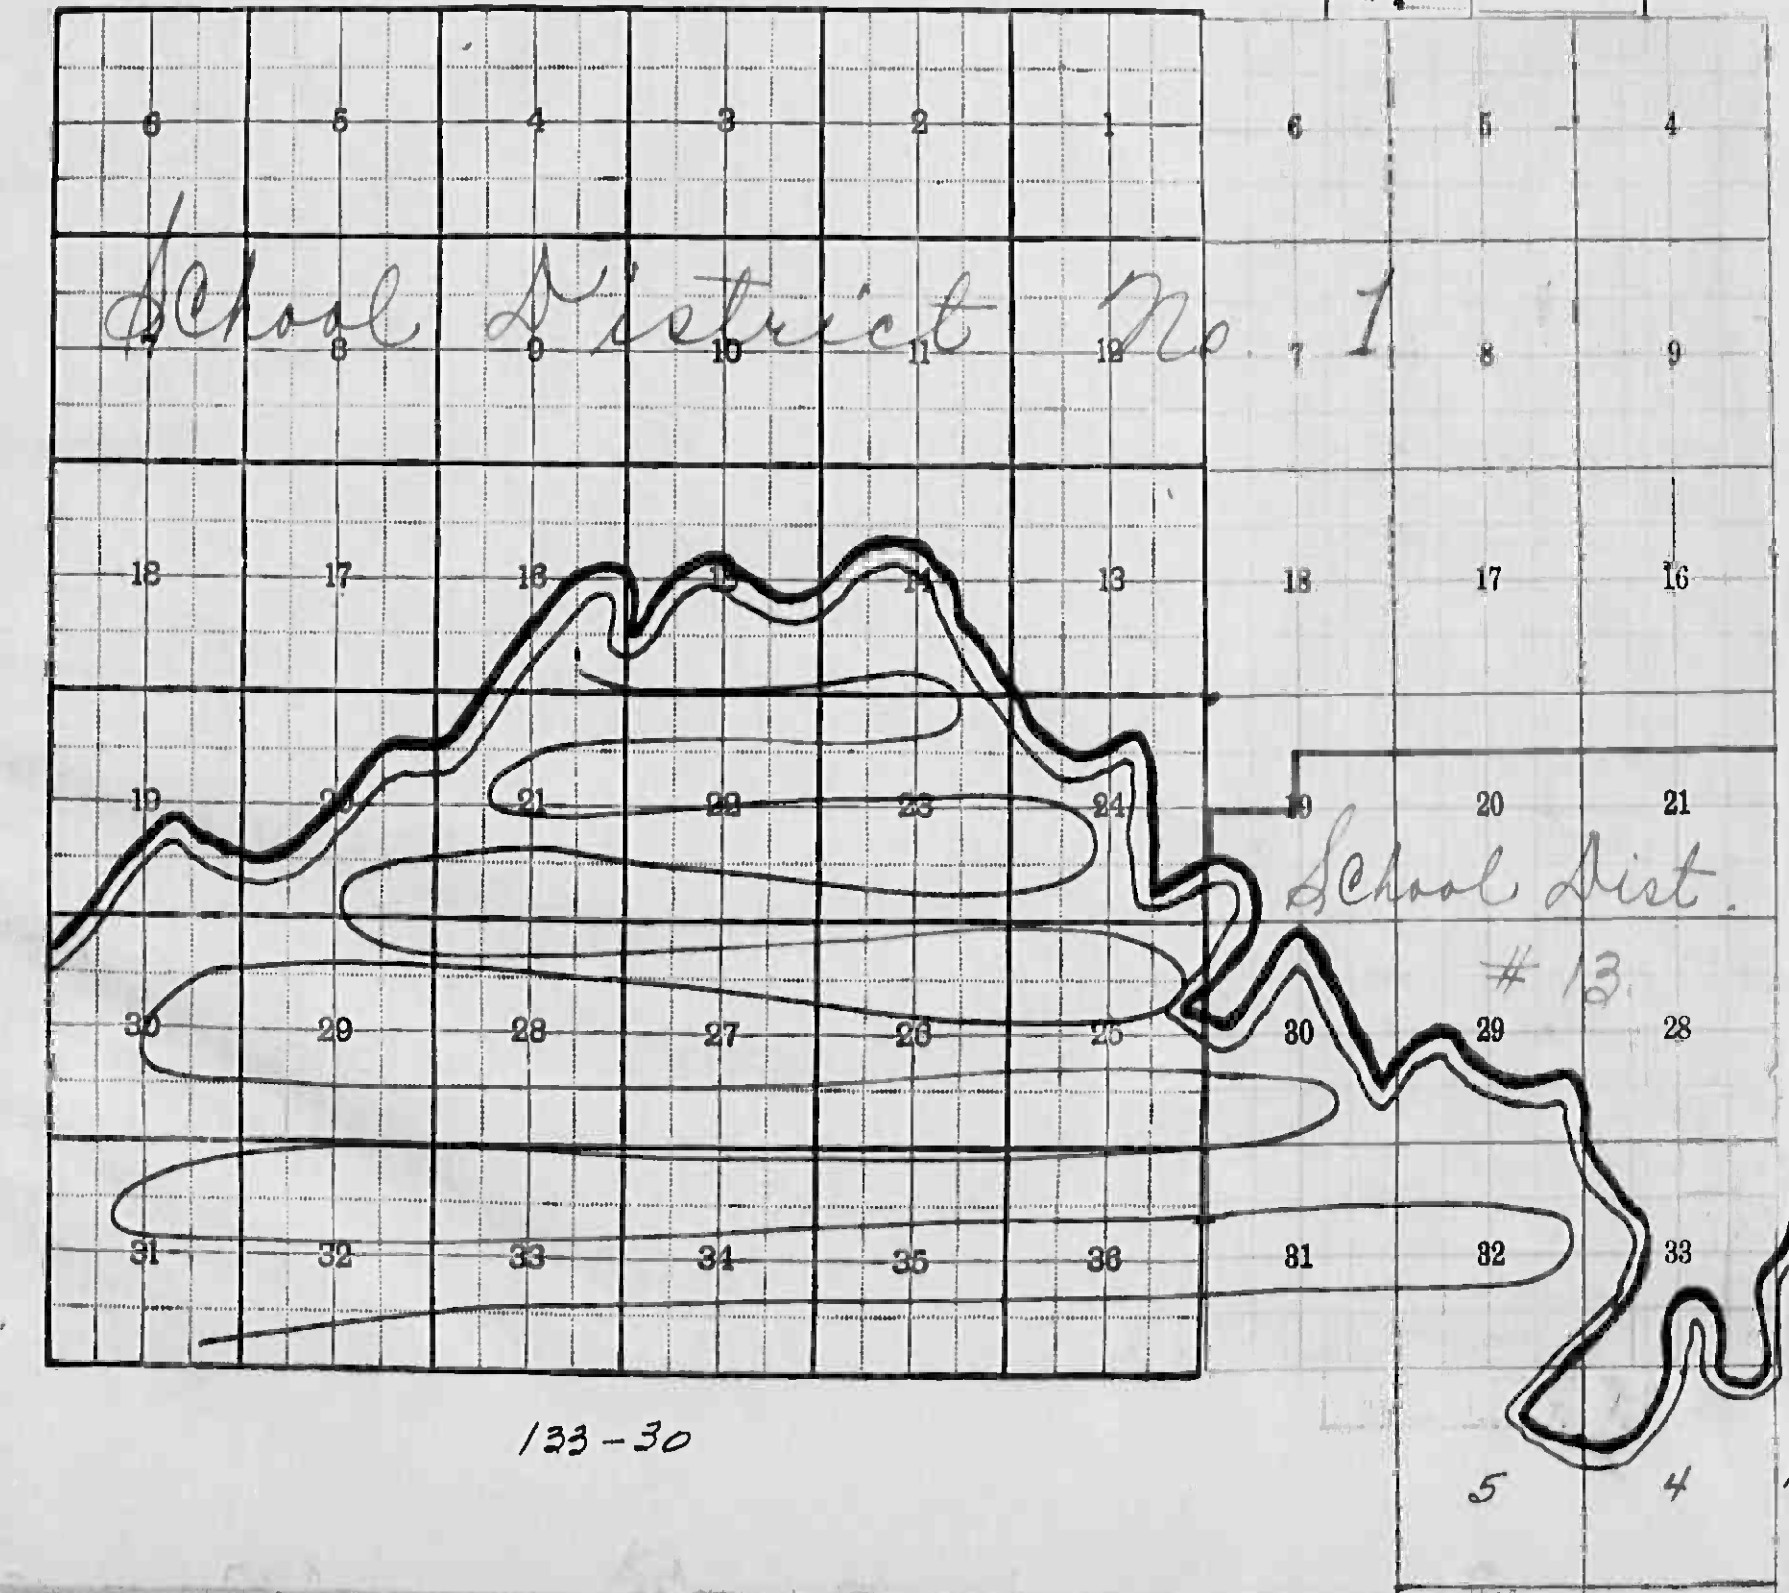 6 5 4 3 2 1 6 5 4
School District No. 1
7 8 9 10 11 12 7 8 9
18 17 16 15 14 13 18 17 16
19 20 21 22 23 24 19 20 21
School Dist.
# 13.
30 29 28 27 26 25 30 29 28
31 32 33 34 35 36 31 32 33
133-30
5 4